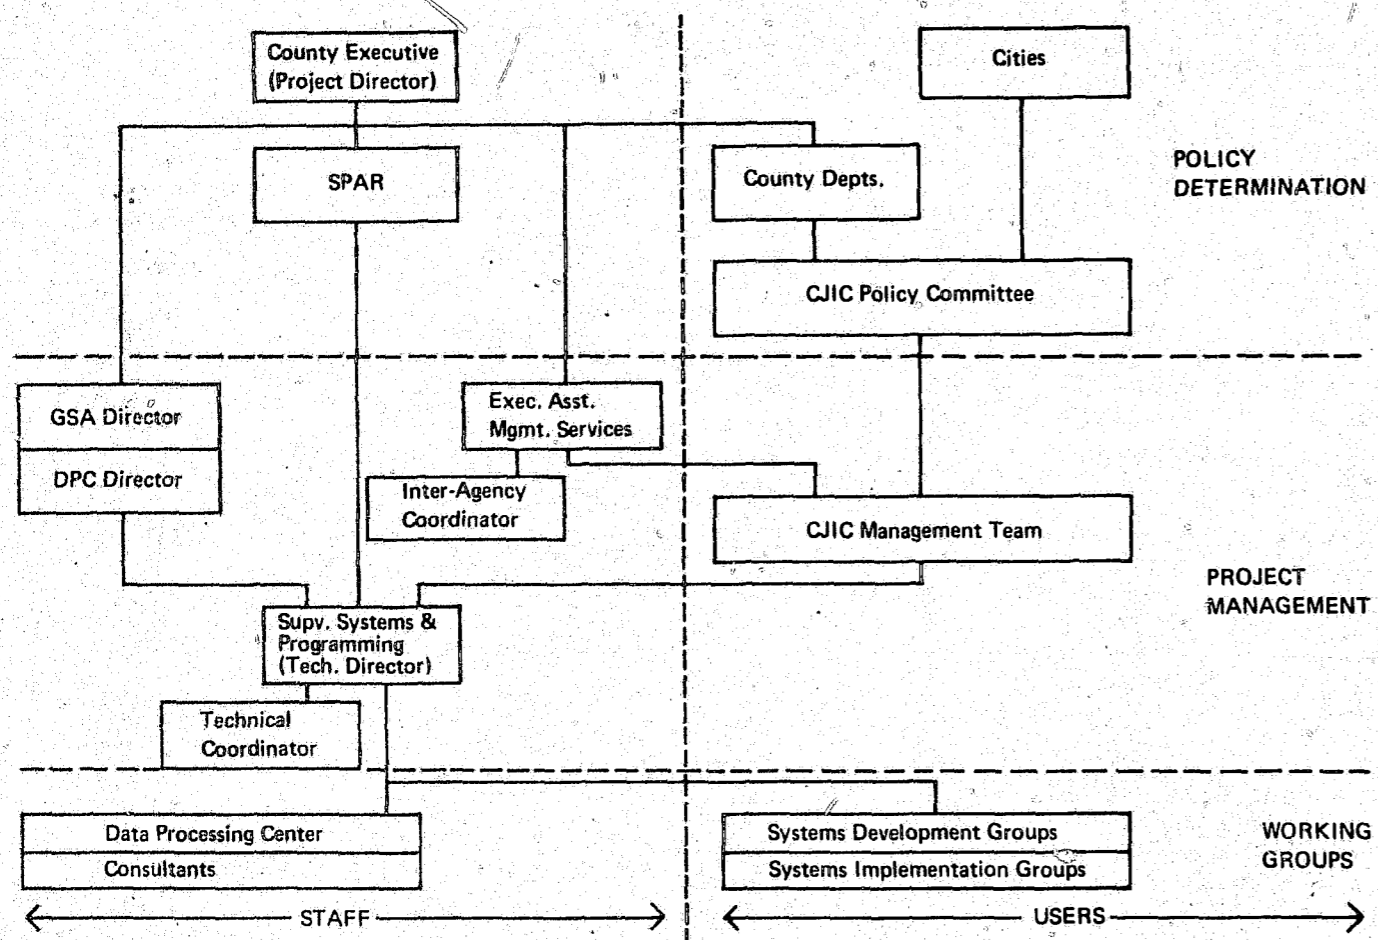 County Executive
(Project Director)
Cities
SPAR
County Depts.
POLICY
DETERMINATION
CJIC Policy Committee
GSA Director
DPC Director
Exec. Asst.
Mgmt. Services
Inter-Agency
Coordinator
CJIC Management Team
PROJECT
MANAGEMENT
Supv. Systems &
Programming
(Tech. Director)
Technical
Coordinator
Data Processing Center
Consultants
Systems Development Groups
Systems Implementation Groups
WORKING
GROUPS
STAFF
USERS